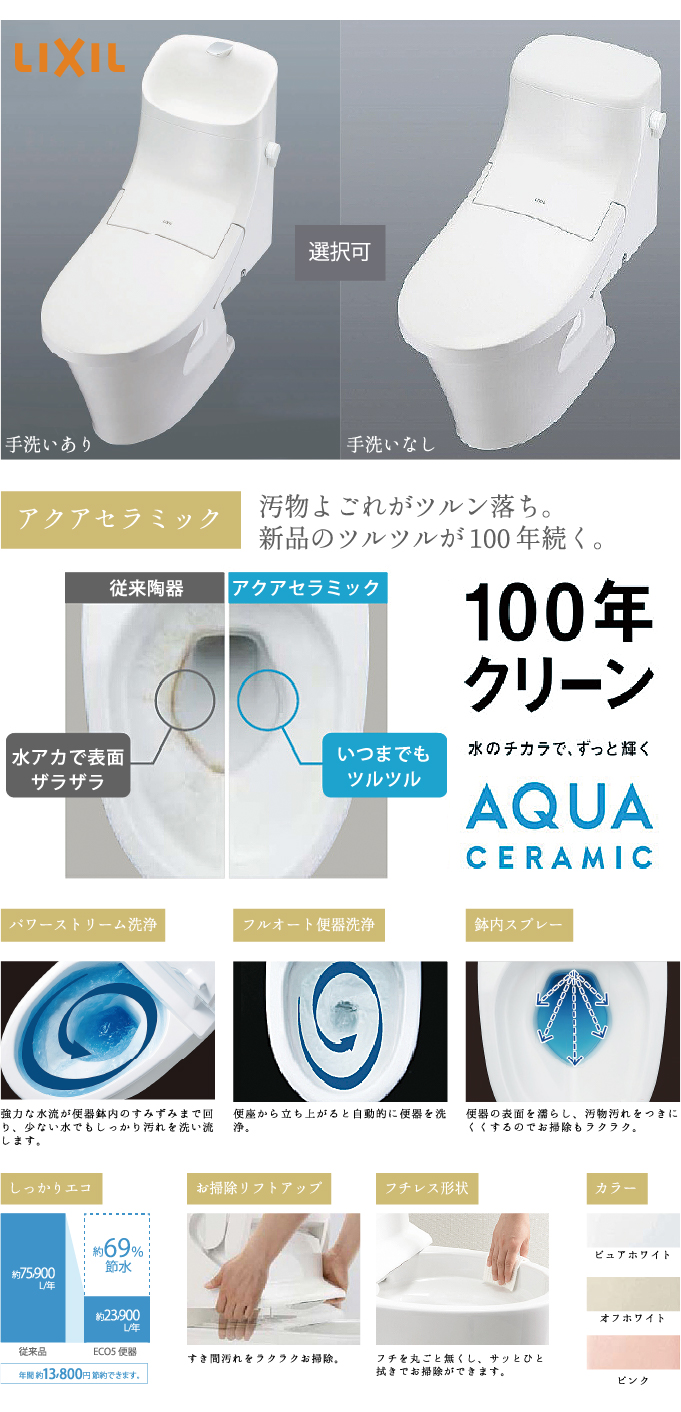 LIXIL
LIXIL
選択可
手洗いあり
手洗いなし
アクアセラミック
汚物よごれがツルン落ち。
新品のツルツルが100年続く。
従来陶器
アクアセラミック
水アカで表面
ザラザラ
いつまでも
ツルツル
100年
クリーン
水のチカラで、ずっと輝く
AQUA
CERAMIC
パワーストリーム洗浄
強力な水流が便器鉢内のすみずみまで回
り、少ない水でもしっかり汚れを洗い流
します。
フルオート便器洗浄
便座から立ち上がると自動的に便器を洗
浄。
鉢内スプレー
便器の表面を濡らし、汚物汚れをつきに
くくするのでお掃除もラクラク。
しっかりエコ
約75,900
L/年
約69%
節水
約23,900
L/年
従来品
ECO5 便器
年間 約13,800円 節約できます。
お掃除リフトアップ
すき間汚れをラクラクお掃除。
フチレス形状
フチを丸ごと無くし、サッとひと
拭きでお掃除ができます。
カラー
ピュアホワイト
オフホワイト
ピンク